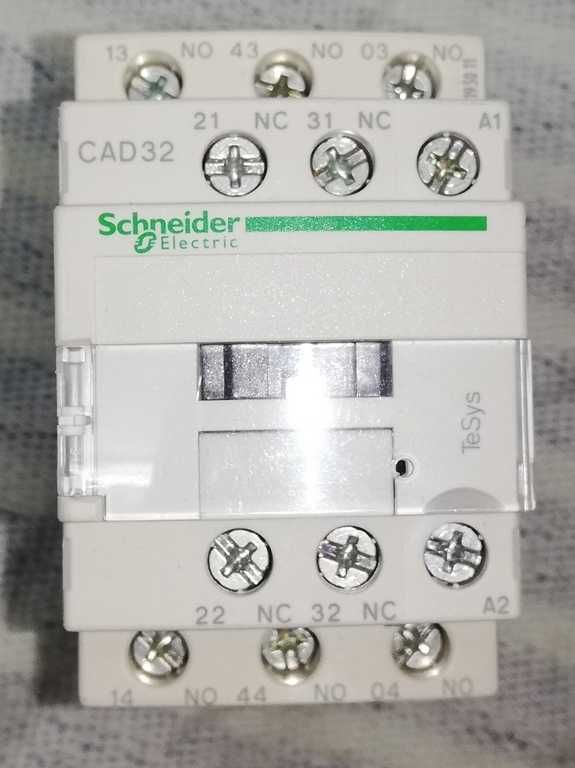 13 NO 43 NO 03 NO
21 NC 31 NC A1
CAD32
Schneider
Electric
TeSys
22 NC 32 NC A2
14 NO 44 NO 04 NO